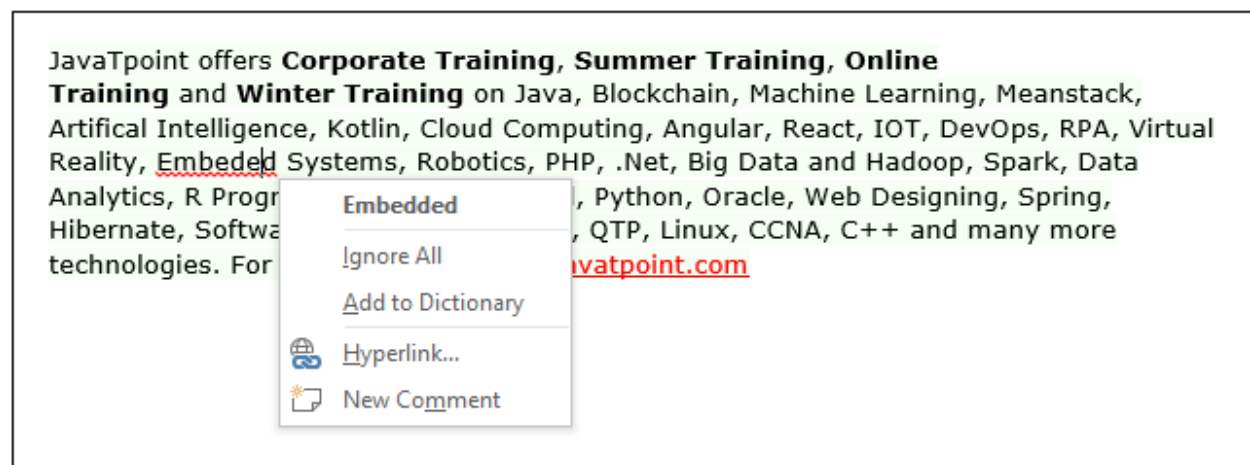 JavaTpoint offers Corporate Training, Summer Training, Online
Training and Winter Training on Java, Blockchain, Machine Learning, Meanstack,
Artifical Intelligence, Kotlin, Cloud Computing, Angular, React, IOT, DevOps, RPA, Virtual
Reality, Embeded Systems, Robotics, PHP, .Net, Big Data and Hadoop, Spark, Data
Analytics, R , Python, Oracle, Web Designing, Spring,
Hibernate, , QTP, Linux, CCNA, C++ and many more
technologies. For vatpoint.com
Embedded
Ignore All
Add to Dictionary
Hyperlink...
New Comment